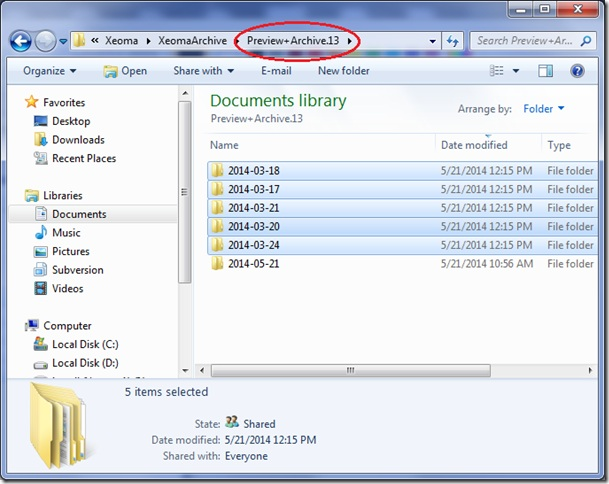 « Xeoma ▸ XeomaArchive ▸ Preview+Archive.13 ▸
Search Preview+Ar...
Organize Open Share with E-mail New folder
Favorites
Desktop
Downloads
Recent Places
Libraries
Documents
Music
Pictures
Subversion
Videos
Computer
Local Disk (C:)
Local Disk (D:)
Documents library
Preview+Archive.13
Arrange by: Folder
Name Date modified Type
2014-03-18 5/21/2014 12:15 PM File folder
2014-03-17 5/21/2014 12:15 PM File folder
2014-03-21 5/21/2014 12:15 PM File folder
2014-03-20 5/21/2014 12:15 PM File folder
2014-03-24 5/21/2014 12:15 PM File folder
2014-05-21 5/21/2014 10:56 AM File folder
5 items selected
State: Shared
Date modified: 5/21/2014 12:15 PM
Shared with: Everyone